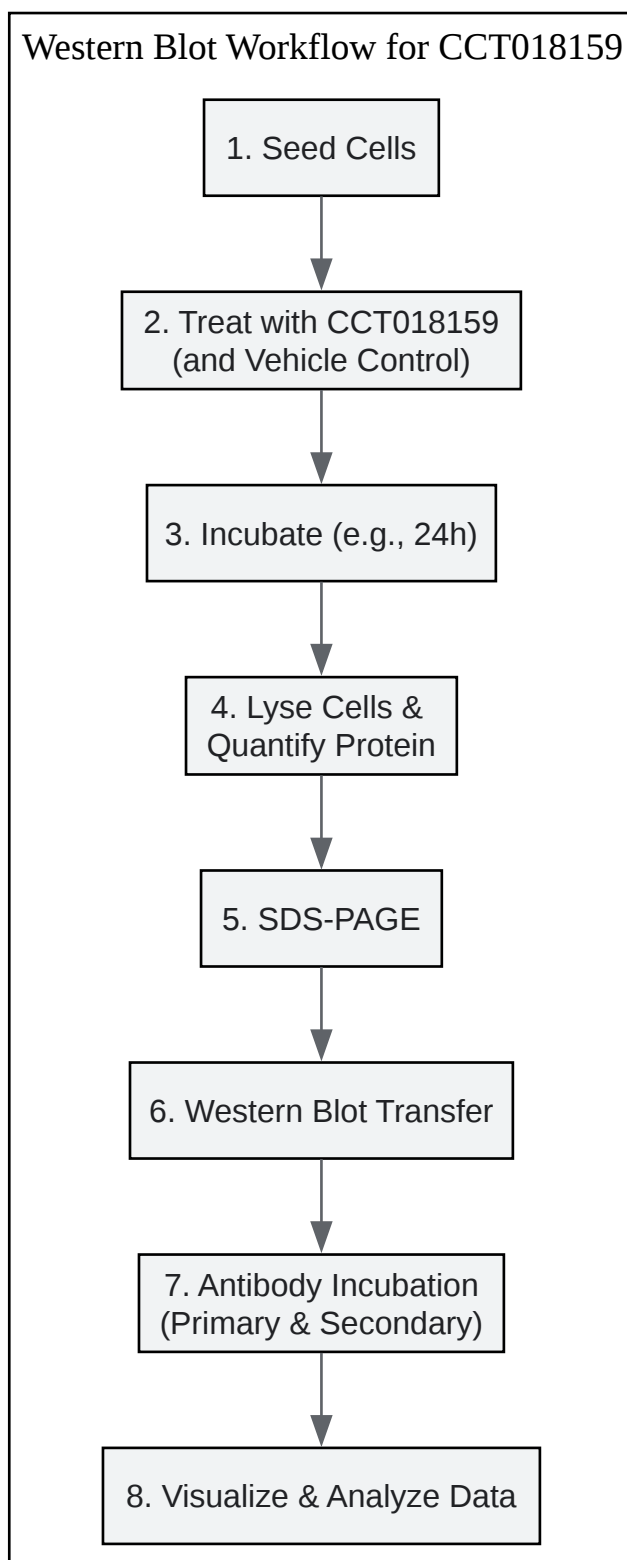 Western Blot Workflow for CCT018159
1. Seed Cells
2. Treat with CCT018159
(and Vehicle Control)
3. Incubate (e.g., 24h)
4. Lyse Cells &
Quantify Protein
5. SDS-PAGE
6. Western Blot Transfer
7. Antibody Incubation
(Primary & Secondary)
8. Visualize & Analyze Data